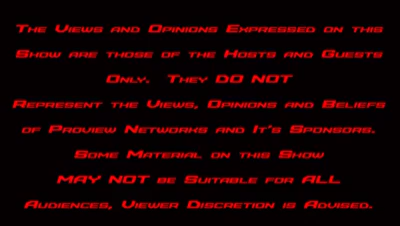 The Views and Opinions Expressed on this
Show are those of the Hosts and Guests
Only. They DO NOT
Represent the Views, Opinions and Beliefs
of Proview Networks and It's Sponsors.
Some Material on this Show
MAY NOT be Suitable for ALL
Audiences, Viewer Discretion is Advised.